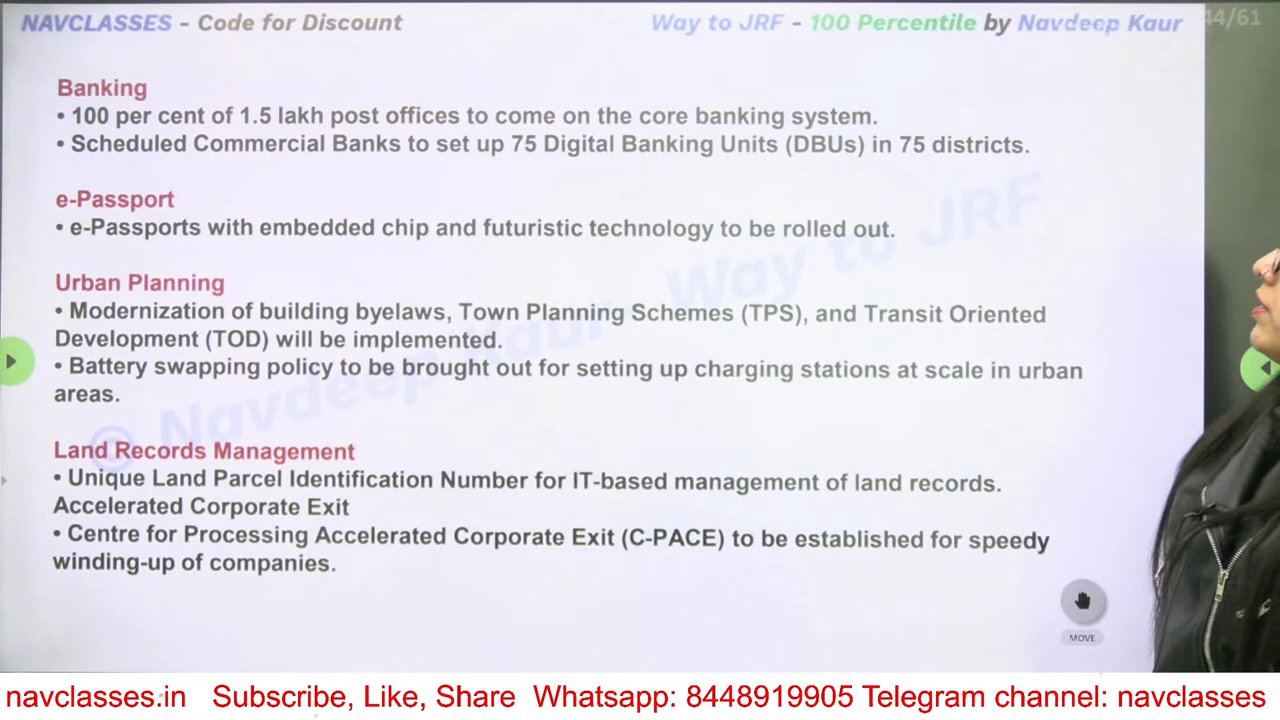 NAVCLASSES - Code for Discount
Way to JRF - 100 Percentile by Navdeep Kaur
44/61
Banking
• 100 per cent of 1.5 lakh post offices to come on the core banking system.
• Scheduled Commercial Banks to set up 75 Digital Banking Units (DBUs) in 75 districts.
e-Passport
• e-Passports with embedded chip and futuristic technology to be rolled out.
Urban Planning
• Modernization of building byelaws, Town Planning Schemes (TPS), and Transit Oriented
Development (TOD) will be implemented.
• Battery swapping policy to be brought out for setting up charging stations at scale in urban
areas.
Land Records Management
• Unique Land Parcel Identification Number for IT-based management of land records.
Accelerated Corporate Exit
• Centre for Processing Accelerated Corporate Exit (C-PACE) to be established for speedy
winding-up of companies.
© Navdeep Kaur - Way to JRF
MOVE
navclasses.in Subscribe, Like, Share Whatsapp: 8448919905 Telegram channel: navclasses